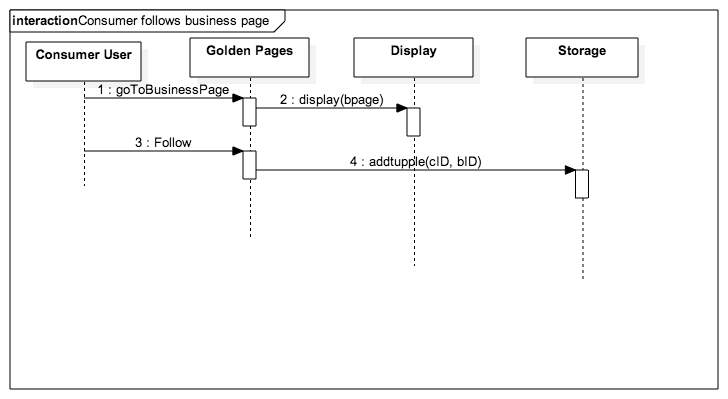 interactionConsumer follows business page
Consumer User
Golden Pages
Display
Storage
1 : goToBusinessPage
2 : display(bpage)
3 : Follow
4 : addtupple(cID, bID)